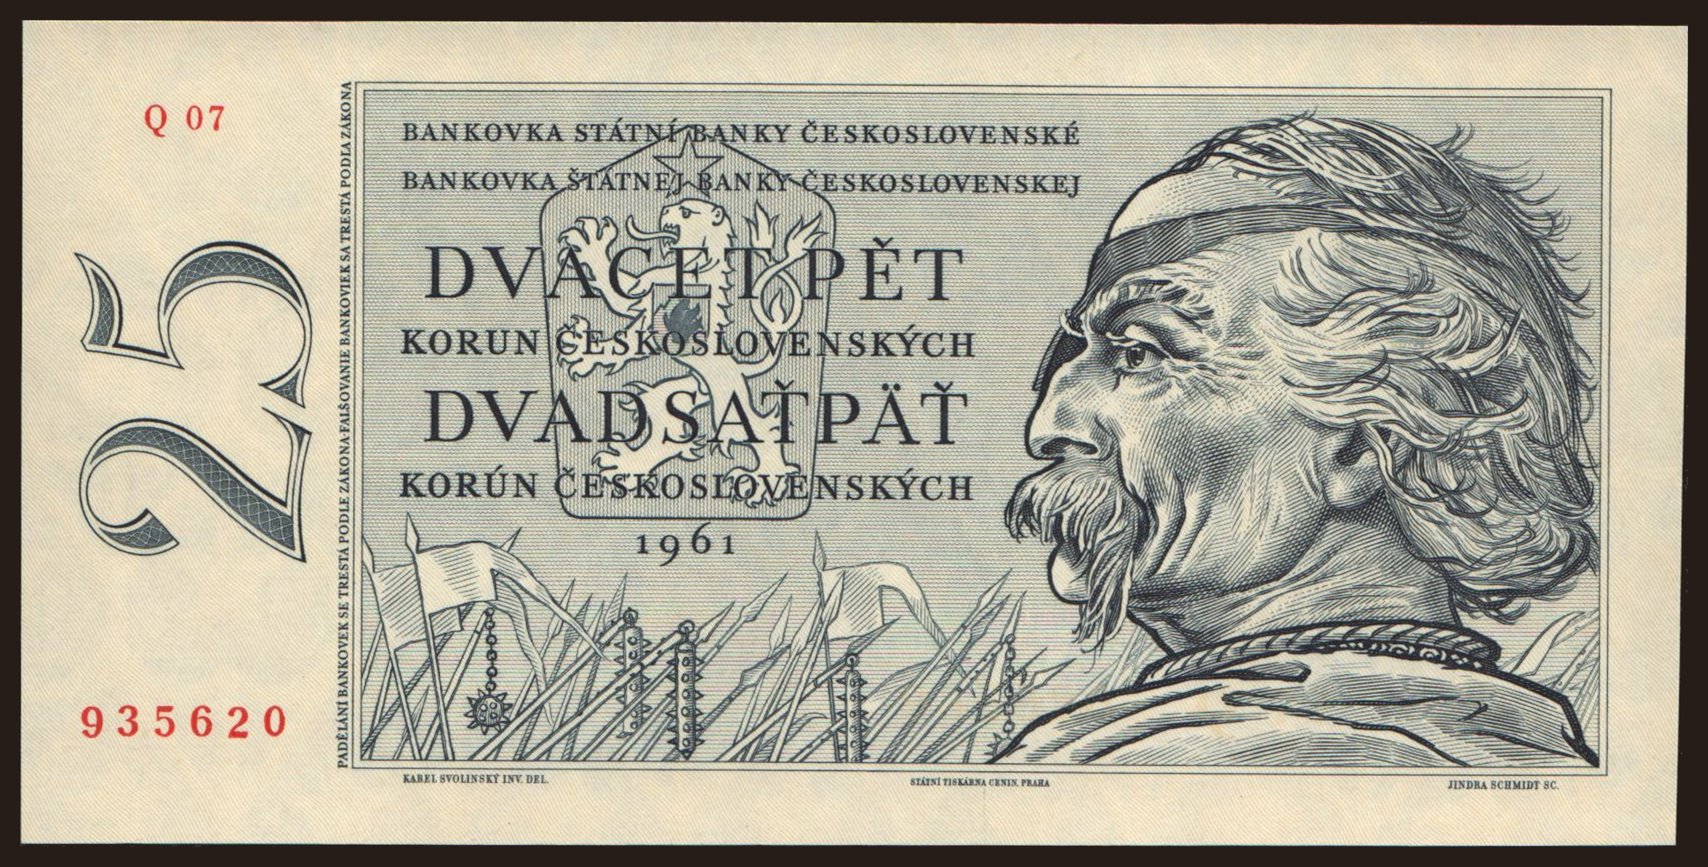 Q 07
BANKOVKA STÁTNÍ BANKY ČESKOSLOVENSKÉ
BANKOVKA ŠTÁTNEJ BANKY ČESKOSLOVENSKEJ
25
DVACET PĚT
KORUN ČESKOSLOVENSKÝCH
DVADSAŤPÄŤ
KORÚN ČESKOSLOVENSKÝCH
1961
935620
PADĚLÁNÍ BANKOVEK SE TRESTÁ PODLE ZÁKONA·FALŠOVANIE BANKOVIEK SA TRESTÁ PODĽA ZÁKONA
KAREL SVOLINSKÝ INV. DEL.
STÁTNÍ TISKÁRNA CENIN, PRAHA
JINDRA SCHMIDT SC.